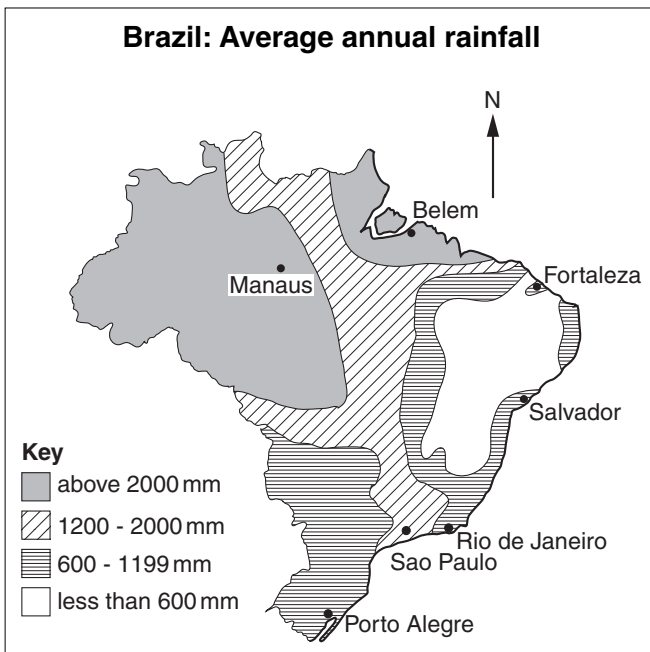 Brazil: Average annual rainfall
N
Belem
Manaus
Fortaleza
Salvador
Key
above 2000 mm
1200 - 2000 mm
600 - 1199 mm
less than 600 mm
Rio de Janeiro
Sao Paulo
Porto Alegre